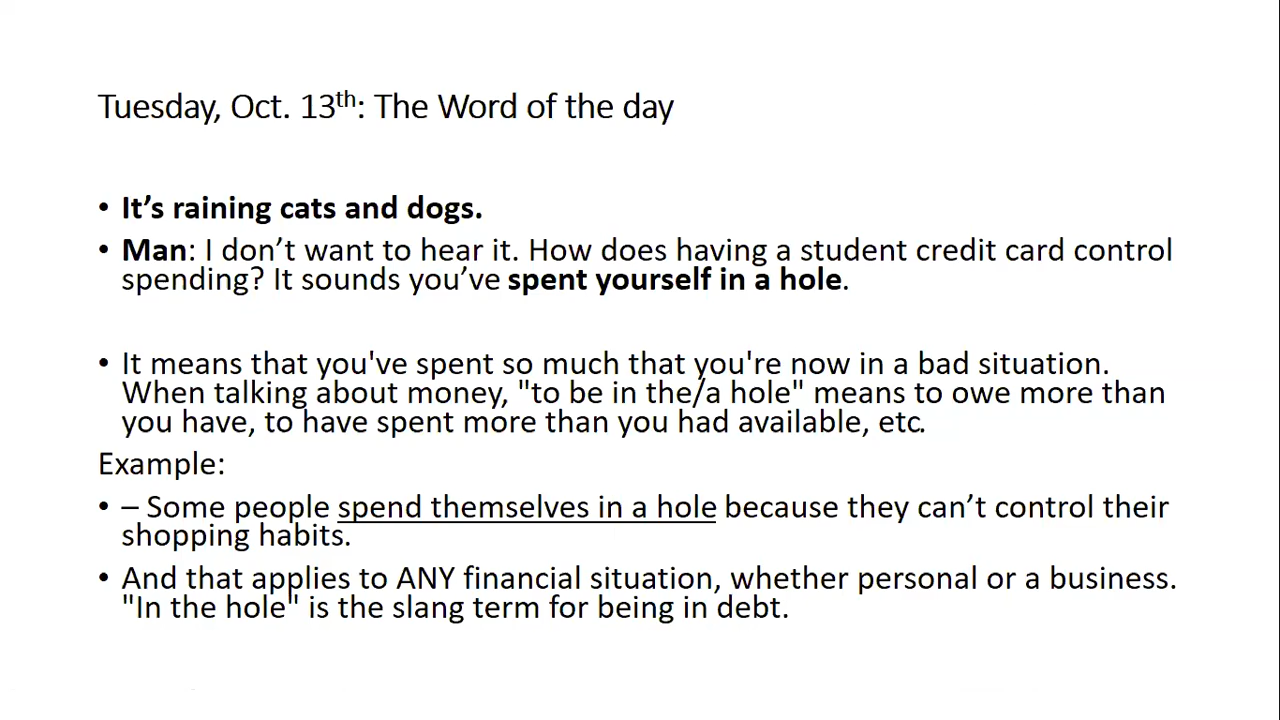 Tuesday, Oct. 13th: The Word of the day
• It’s raining cats and dogs.
• Man: I don’t want to hear it. How does having a student credit card control
spending? It sounds you’ve spent yourself in a hole.
• It means that you've spent so much that you're now in a bad situation.
When talking about money, "to be in the/a hole" means to owe more than
you have, to have spent more than you had available, etc.
Example:
• – Some people spend themselves in a hole because they can’t control their
shopping habits.
• And that applies to ANY financial situation, whether personal or a business.
"In the hole" is the slang term for being in debt.